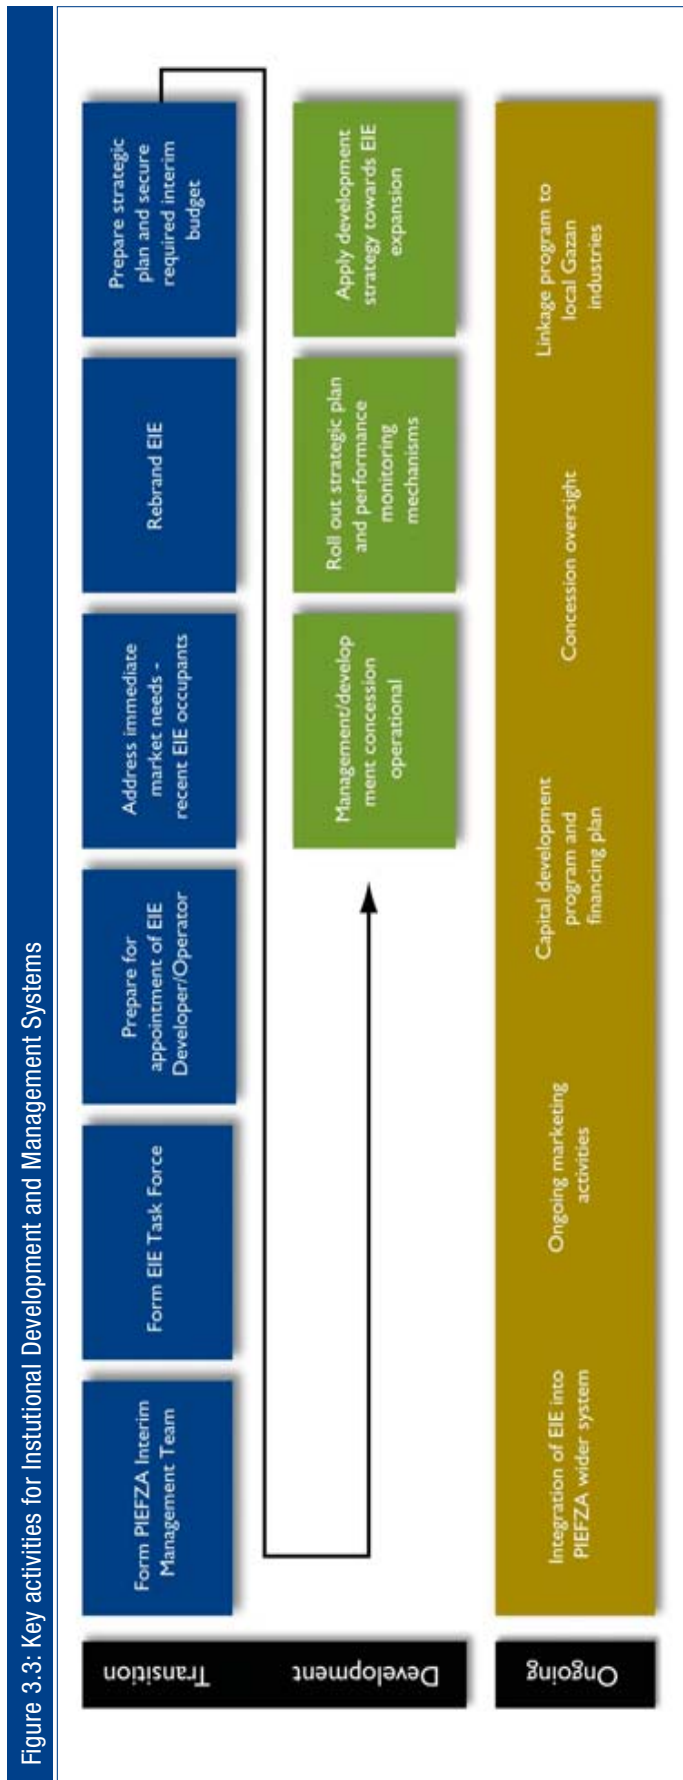 Figure 3.3: Key activities for Instutional Development and Management Systems
Transition
Form PIEFZA Interim
Management Team
Form EIE Task Force
Prepare for
appointment of EIE
Developer/Operator
Address immediate
market needs -
recent EIE occupants
Rebrand EIE
Prepare strategic
plan and secure
required interim
budget
Development
Management/develop
ment concession
operational
Roll out strategic plan
and performance
monitoring
mechanisms
Apply development
strategy towards EIE
expansion
Ongoing
Integration of EIE into
PIEFZA wider system
Ongoing marketing
activities
Capital development
program and
financing plan
Concession oversight
Linkage program to
local Gazan
industries